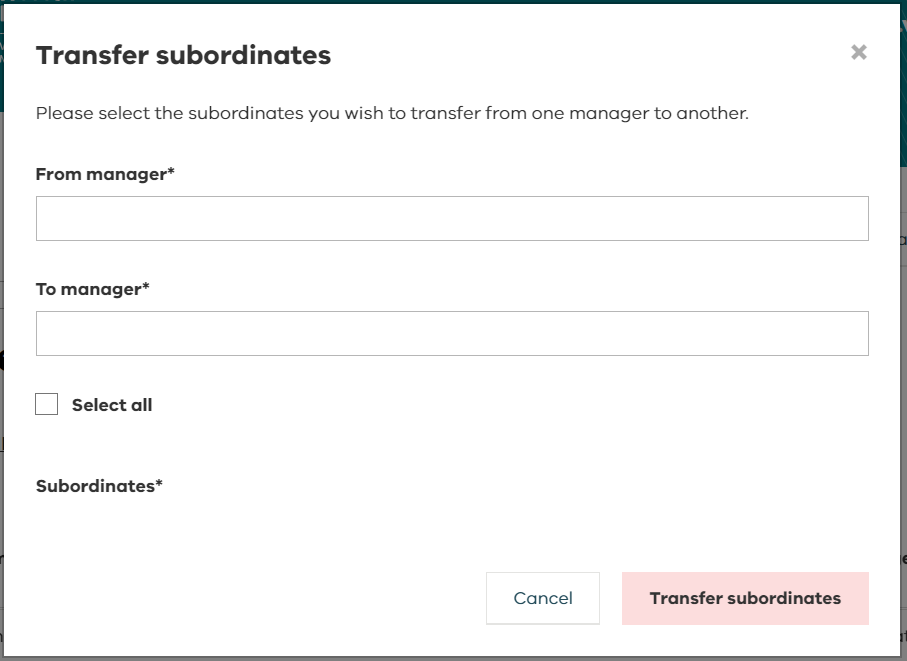 Transfer subordinates
Please select the subordinates you wish to transfer from one manager to another.
From manager*
To manager*
Select all
Subordinates*
Cancel
Transfer subordinates